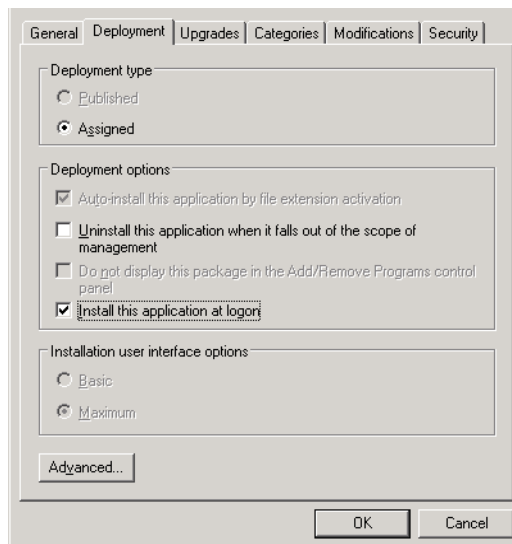 General Deployment Upgrades Categories Modifications Security
Deployment type
Published
Assigned
Deployment options
Auto-install this application by file extension activation
Uninstall this application when it falls out of the scope of
management
Do not display this package in the Add/Remove Programs control
panel
Install this application at logon
Installation user interface options
Basic
Maximum
Advanced...
OK Cancel